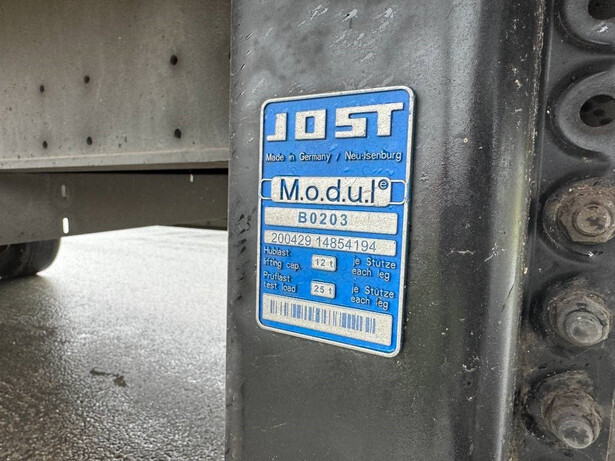 JOST
Made in Germany / Neu-Isenburg
M.o.d.u.l®
B0203
200429 14854194
Hublast 12 t je Stütze
lifting cap. each leg
Prüflast 25 t je Stütze
test load each leg